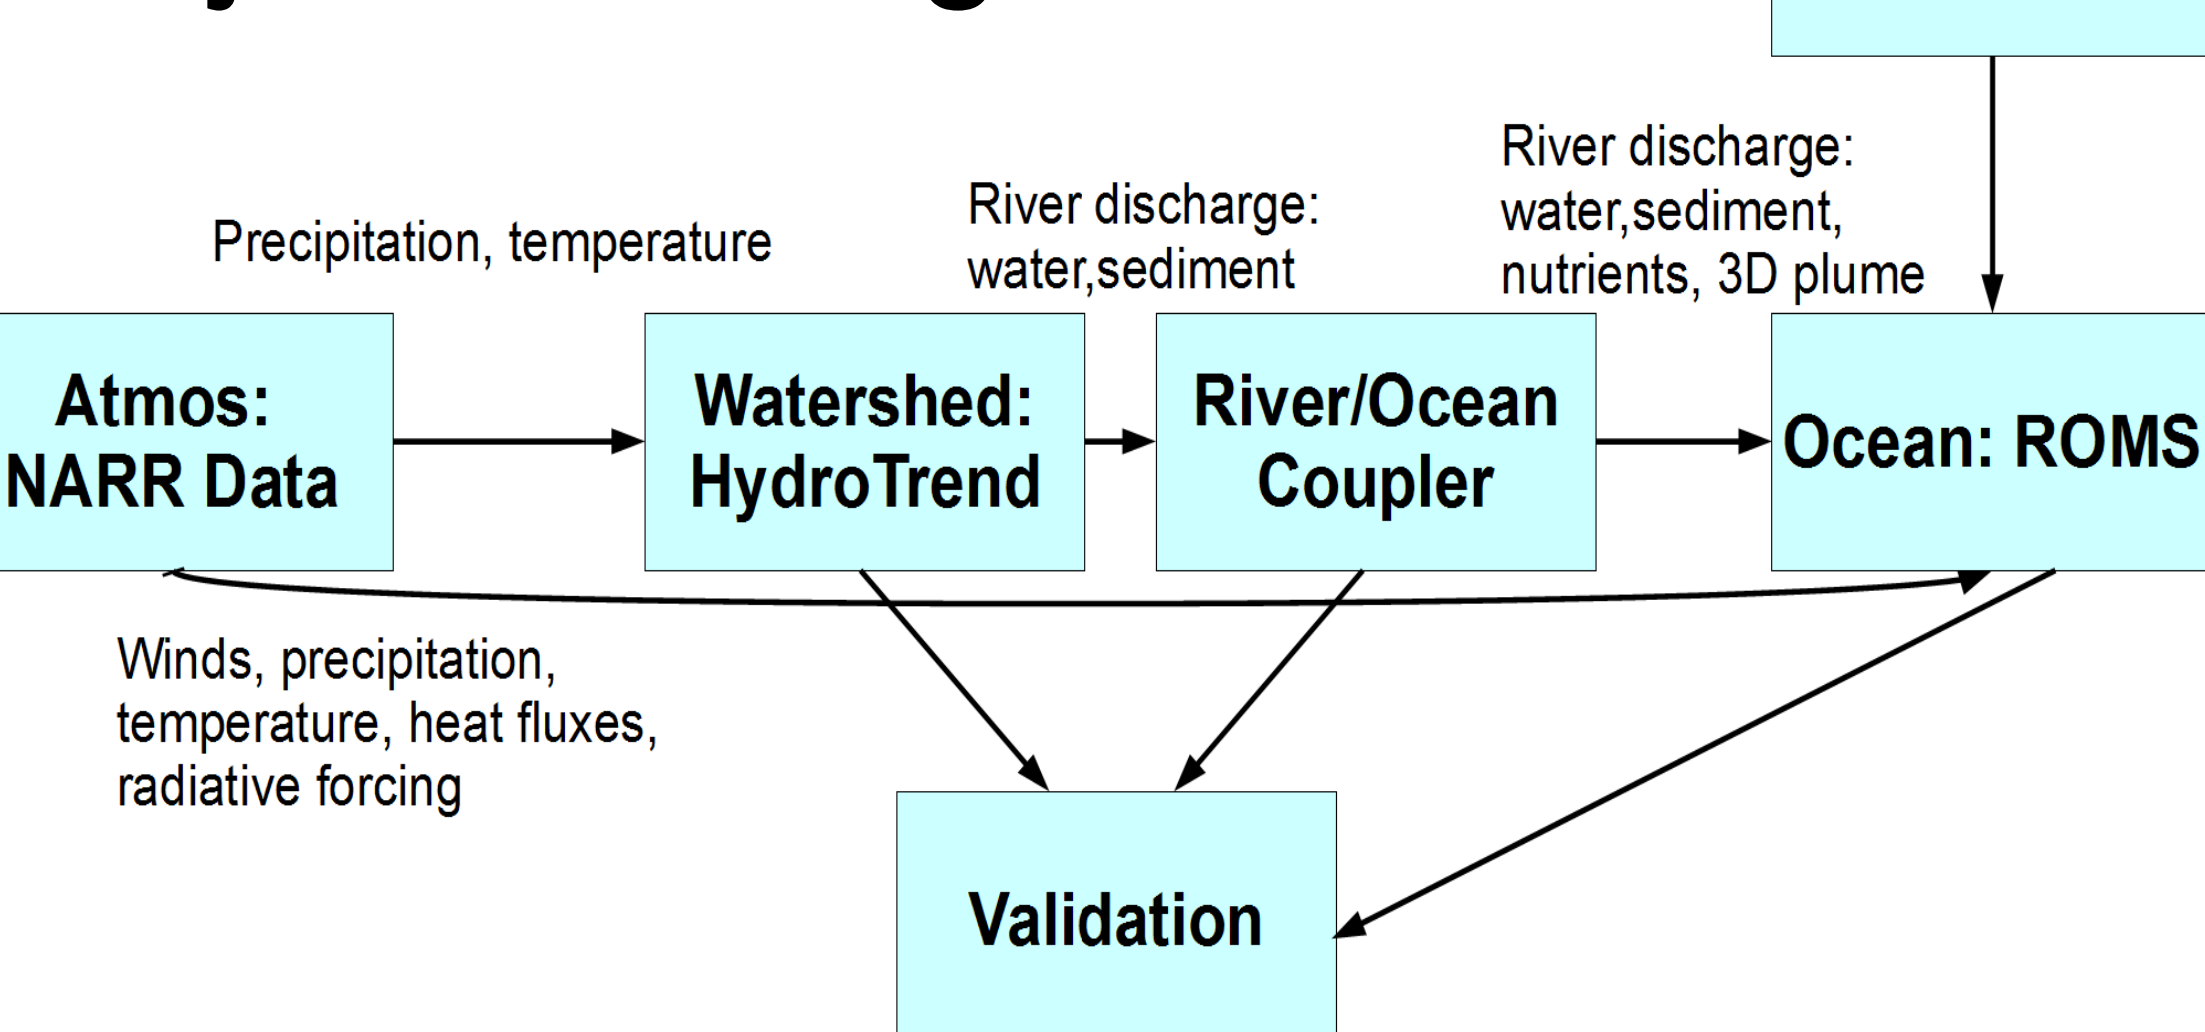 River discharge:
water,sediment,
nutrients, 3D plume
River discharge:
water,sediment
Precipitation, temperature
Atmos:
NARR Data
Watershed:
HydroTrend
River/Ocean
Coupler
Ocean: ROMS
Winds, precipitation,
temperature, heat fluxes,
radiative forcing
Validation